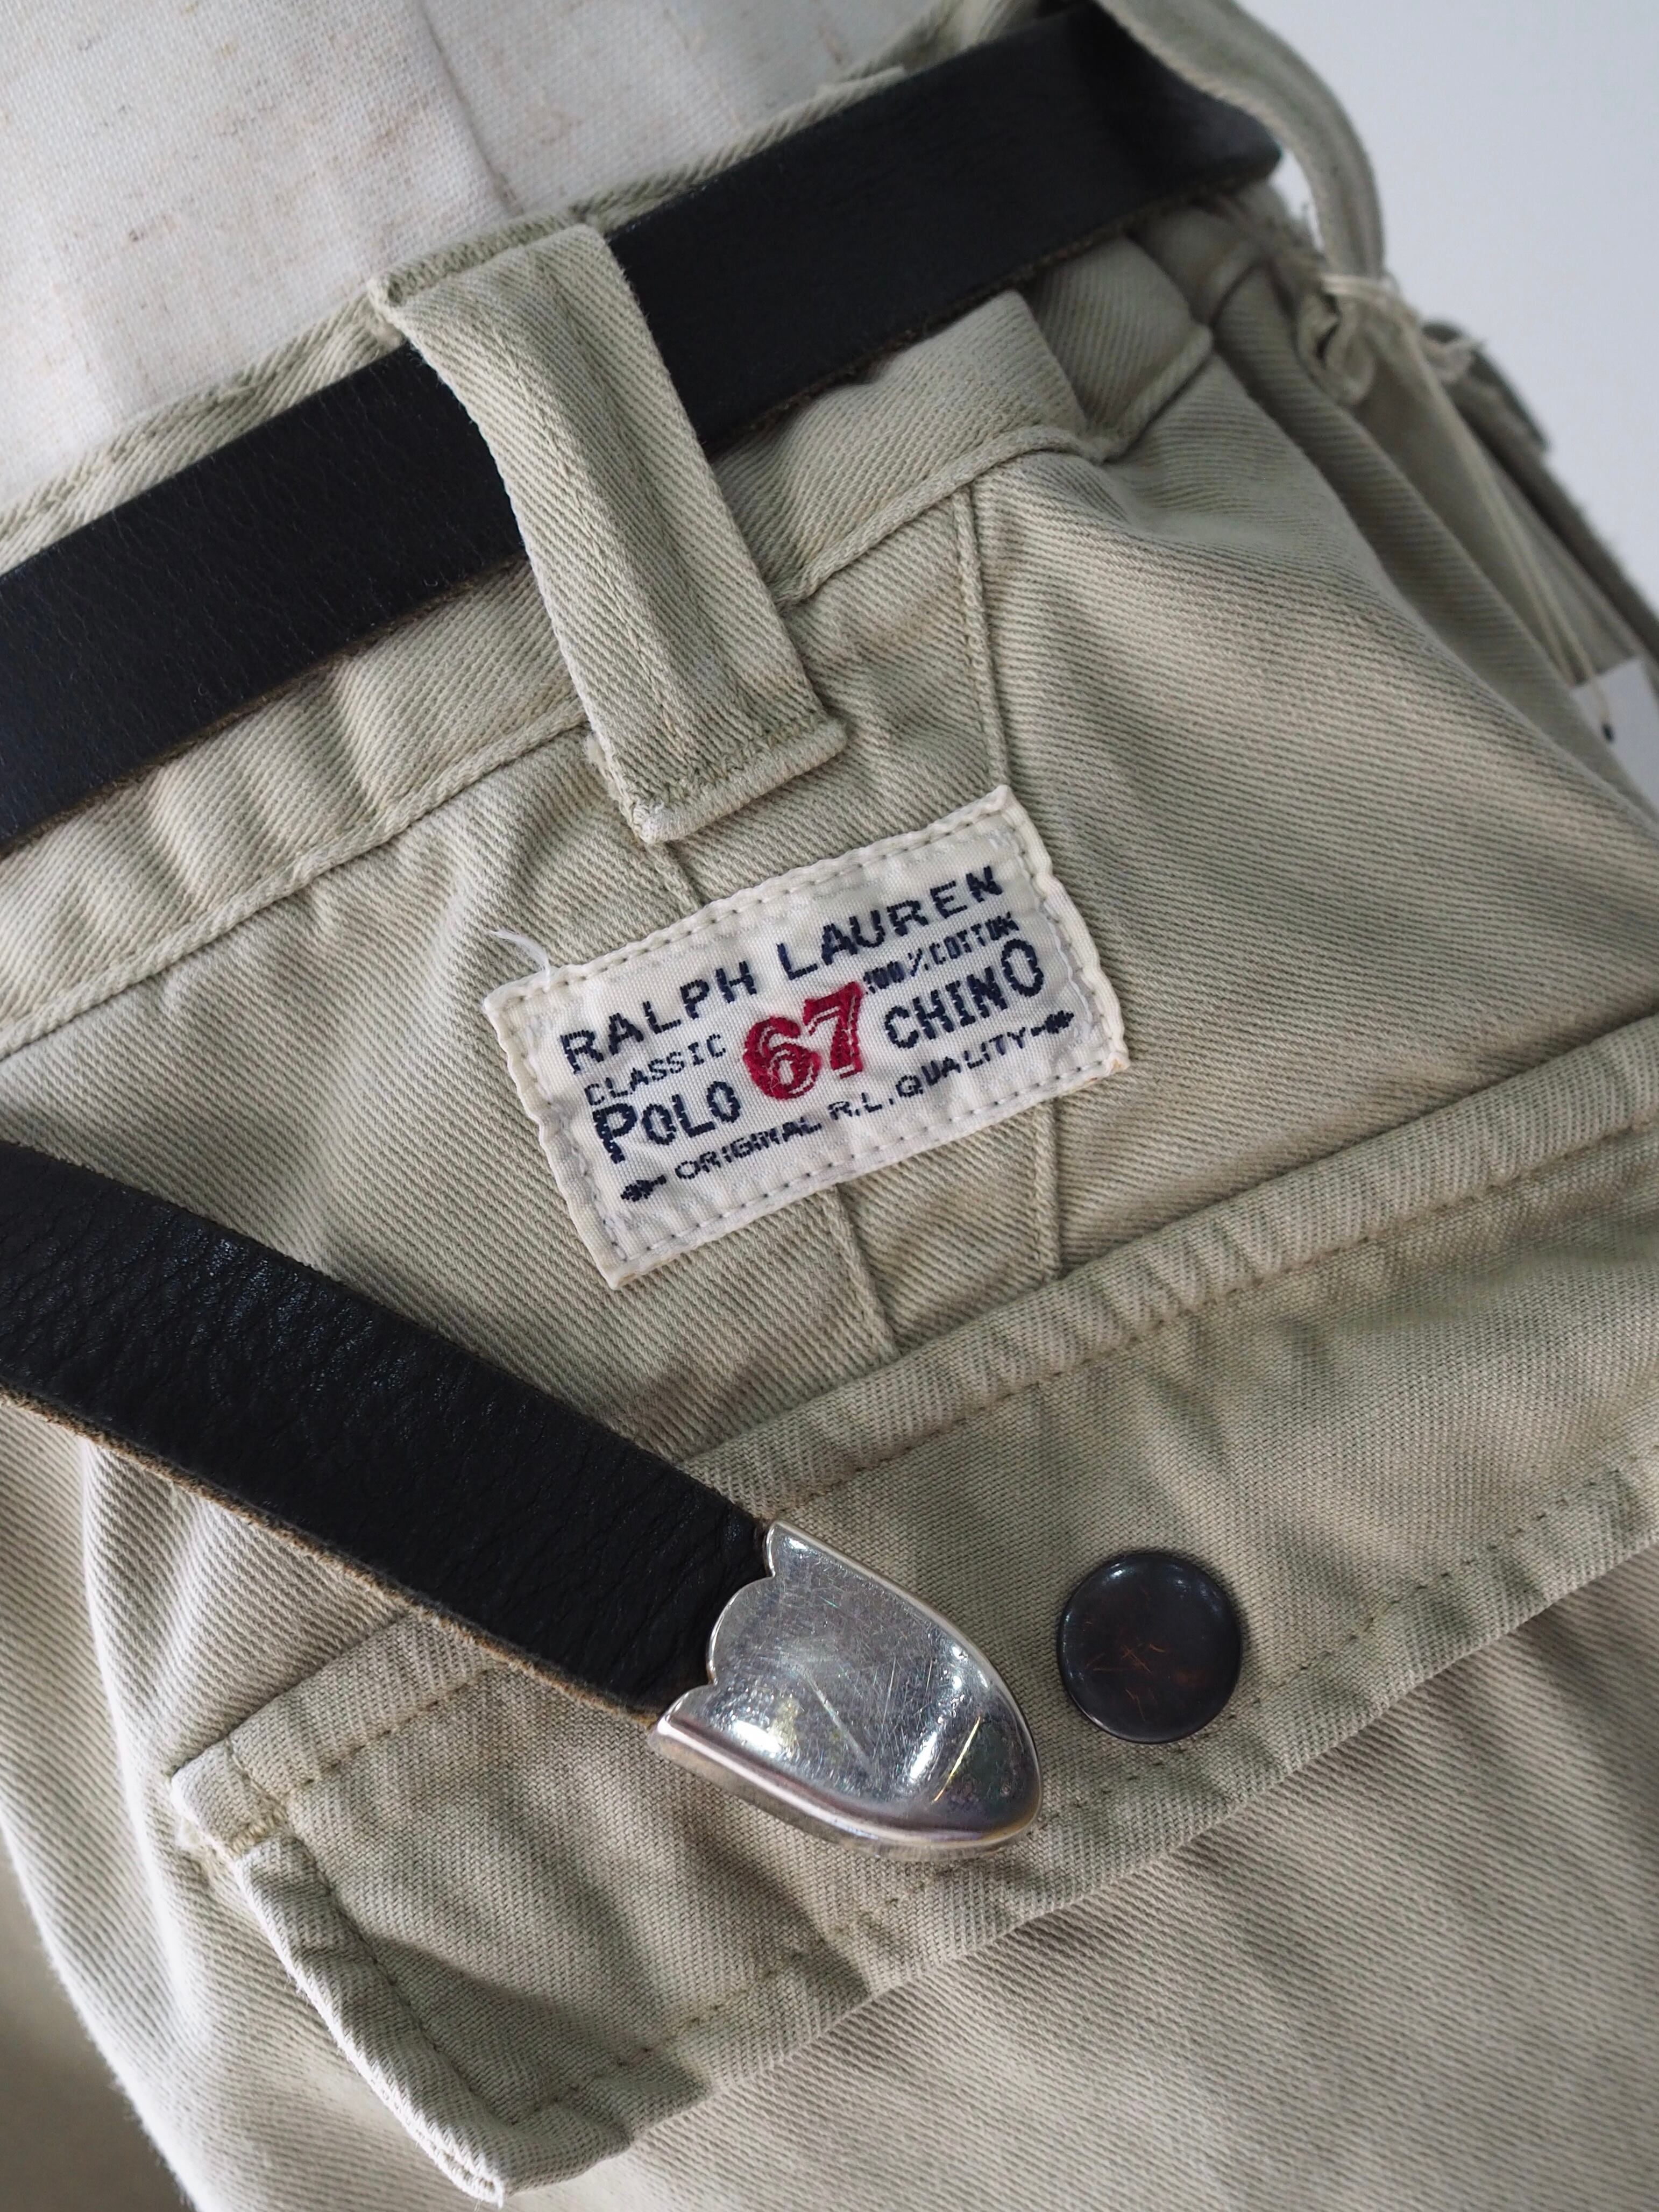 RALPH LAUREN
CLASSIC 67 100% COTTON
POLO CHINO
ORIGINAL R.L. QUALITY